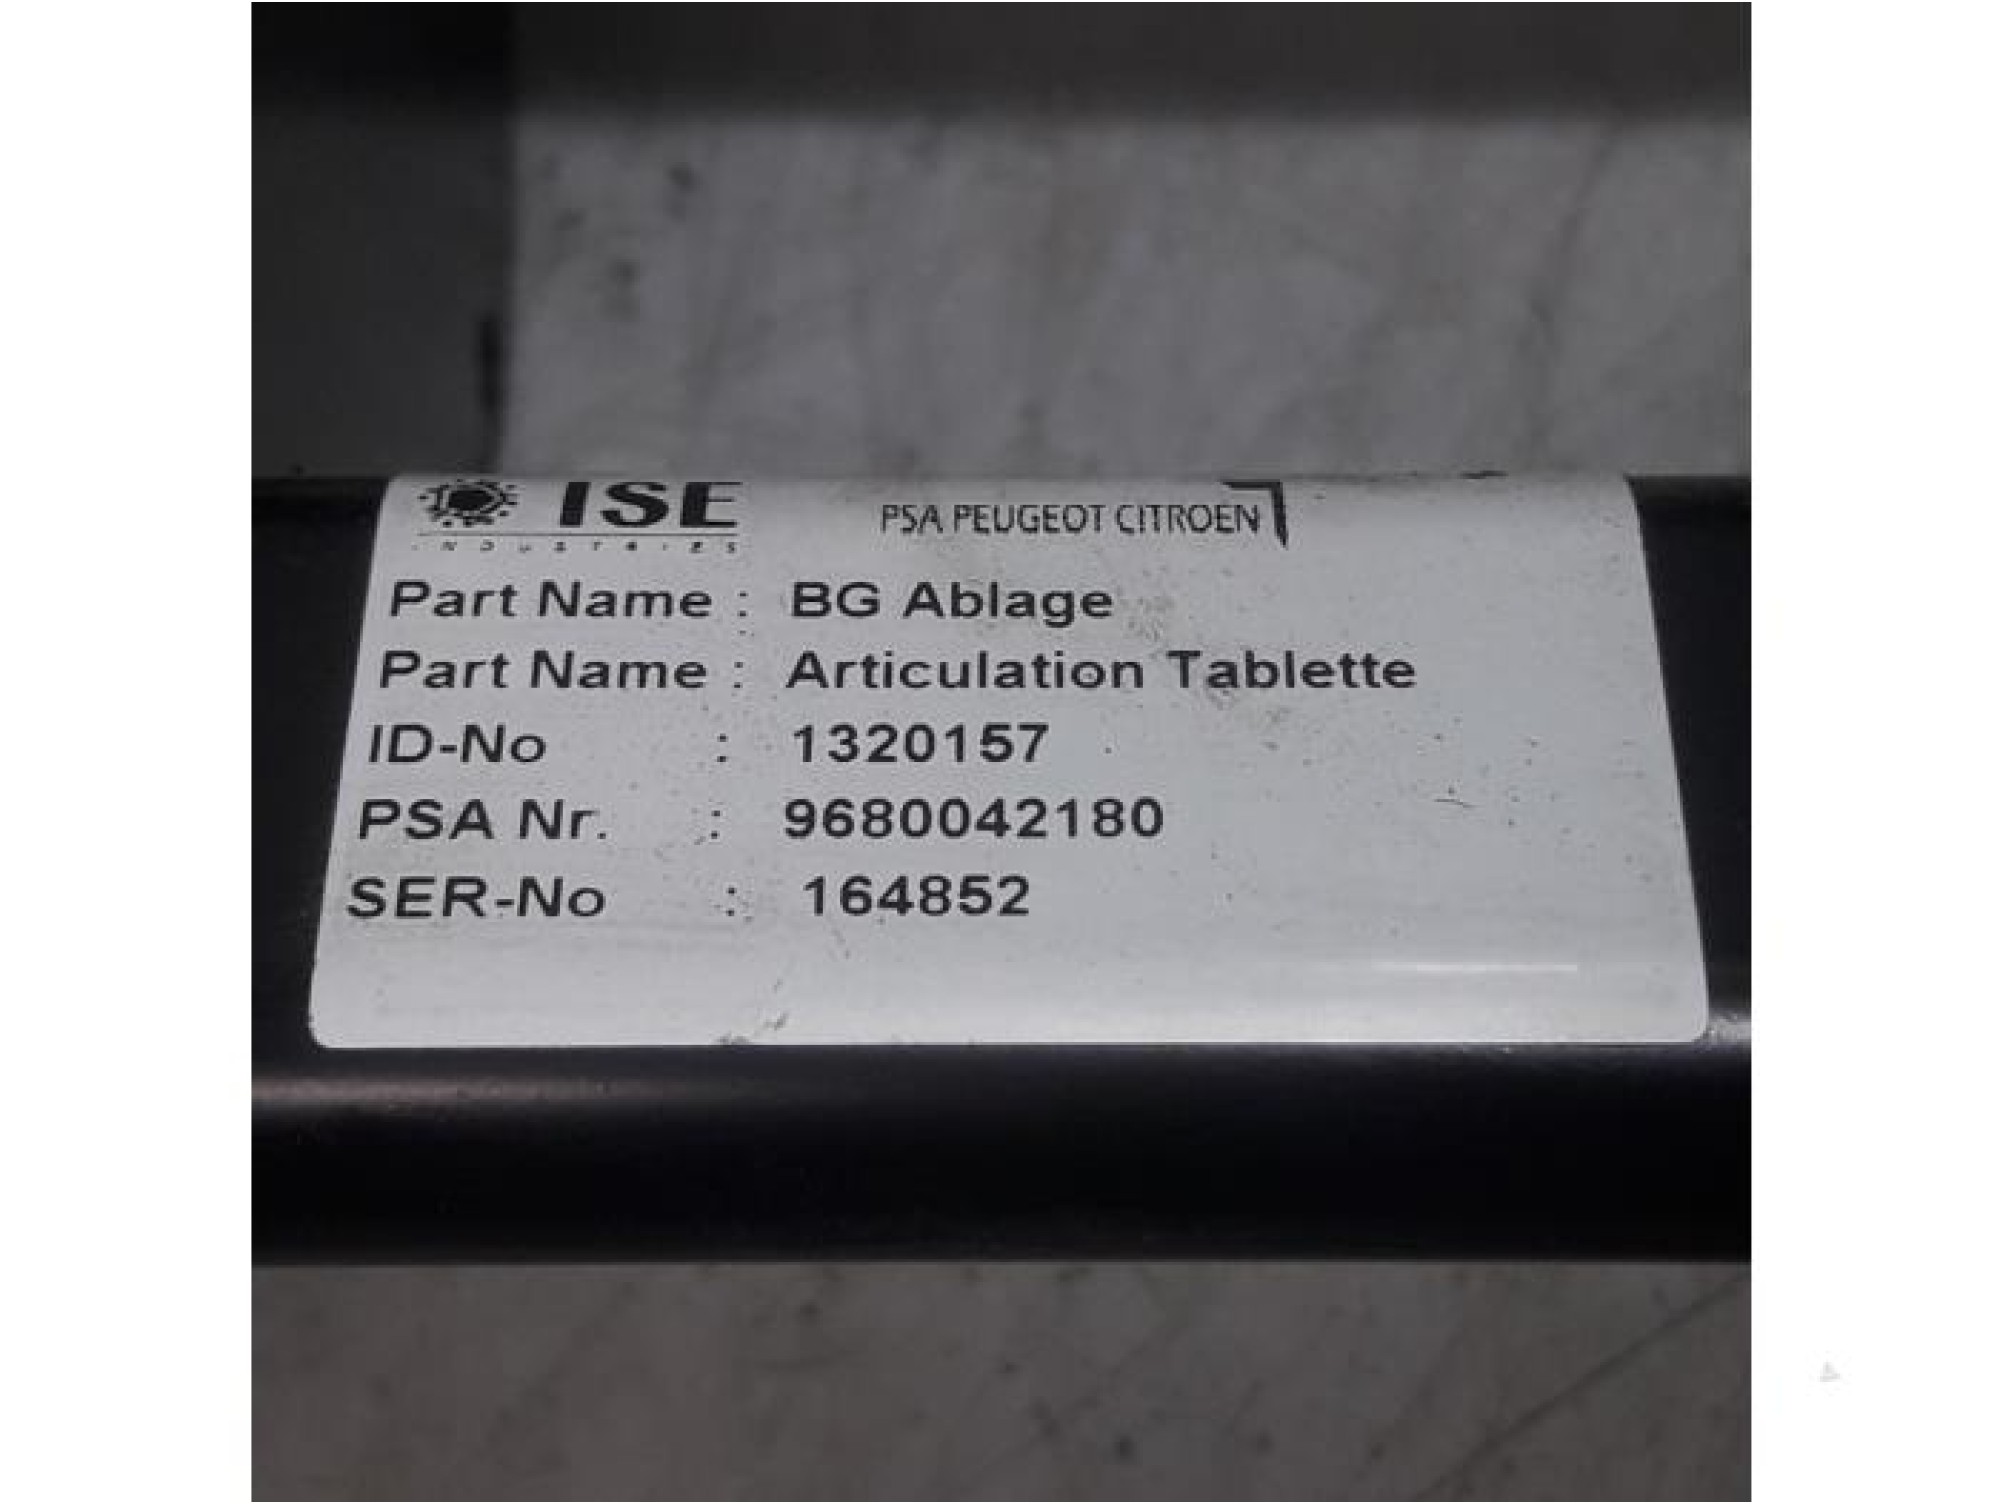 ISE PSA PEUGEOT CITROËN
INDUSTRIES
Part Name : BG Ablage
Part Name : Articulation Tablette
ID-No : 1320157
PSA Nr. : 9680042180
SER-No : 164852